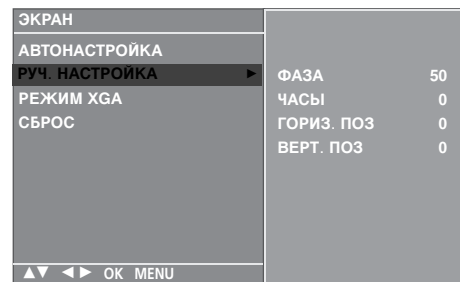 ЭКРАН
АВТОНАСТРОЙКА
РУЧ. НАСТРОЙКА ►
РЕЖИМ XGA
СБРОС
ФАЗА 50
ЧАСЫ 0
ГОРИЗ. ПОЗ 0
ВЕРТ. ПОЗ 0
▲▼ ◄► OK MENU